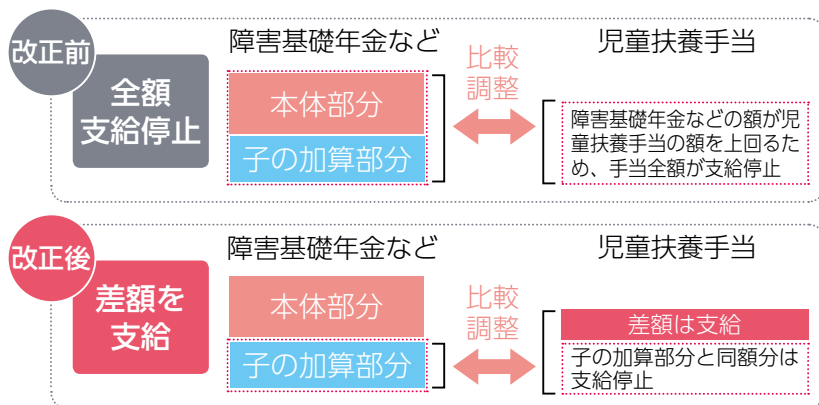 改正前
全額
支給停止
障害基礎年金など
本体部分
子の加算部分
比較
調整
児童扶養手当
障害基礎年金などの額が児
童扶養手当の額を上回るた
め、手当全額が支給停止
改正後
差額を
支給
障害基礎年金など
本体部分
子の加算部分
比較
調整
児童扶養手当
差額は支給
子の加算部分と同額分は
支給停止